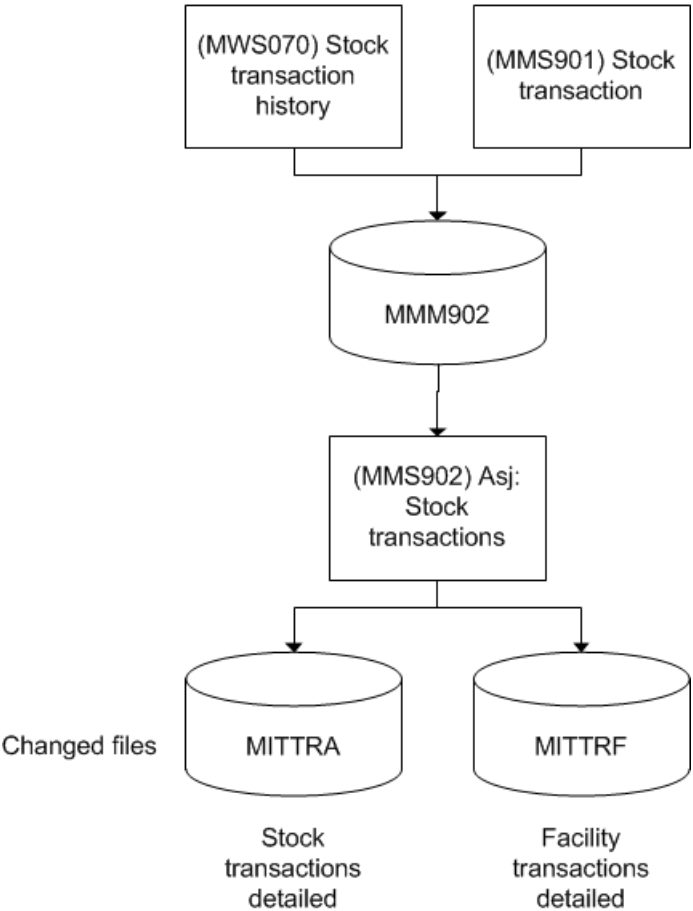 (MWS070) Stock
transaction
history
(MMS901) Stock
transaction
MMM902
(MMS902) Asj:
Stock
transactions
Changed files
MITTRA
MITTRF
Stock
transactions
detailed
Facility
transactions
detailed